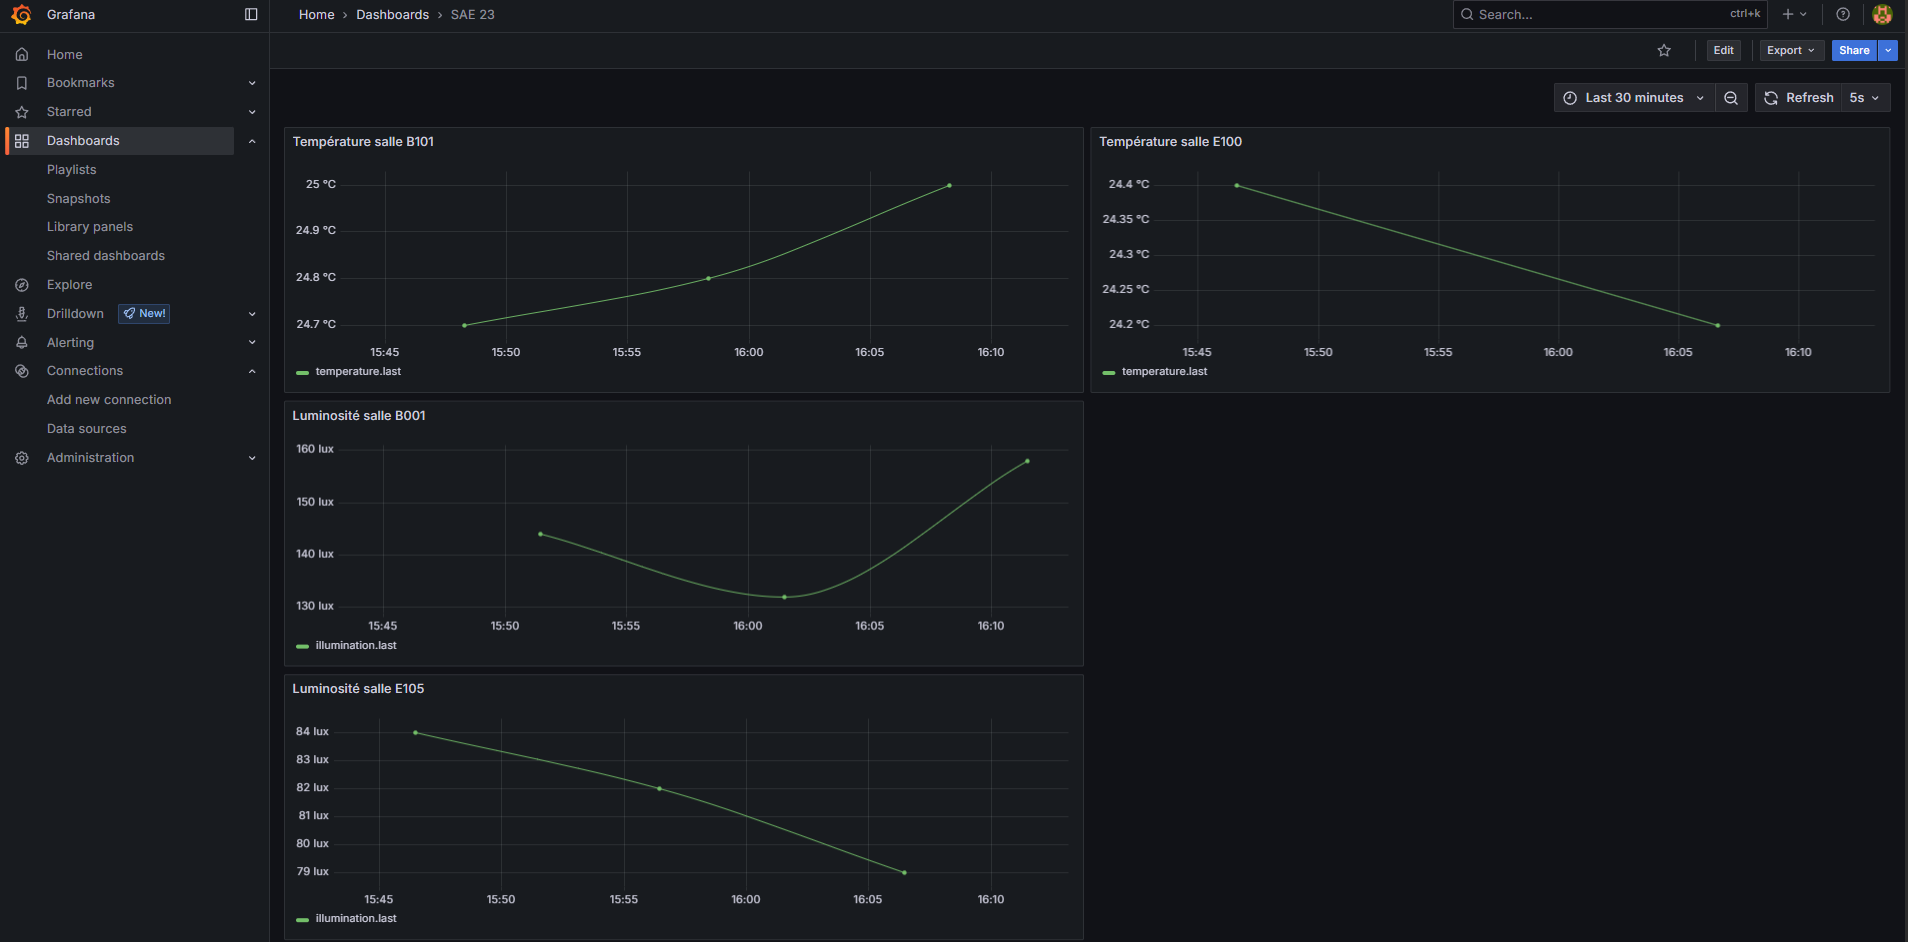 Grafana
Home › Dashboards › SAE 23
Search...
ctrl+k
Edit
Export
Share
Home
Bookmarks
Starred
Dashboards
Playlists
Snapshots
Library panels
Shared dashboards
Explore
Drilldown New!
Alerting
Connections
Add new connection
Data sources
Administration
Last 30 minutes
Refresh
5s
Température salle B101
25 °C
24.9 °C
24.8 °C
24.7 °C
15:45 15:50 15:55 16:00 16:05 16:10
temperature.last
Température salle E100
24.4 °C
24.35 °C
24.3 °C
24.25 °C
24.2 °C
15:45 15:50 15:55 16:00 16:05 16:10
temperature.last
Luminosité salle B001
160 lux
150 lux
140 lux
130 lux
15:45 15:50 15:55 16:00 16:05 16:10
illumination.last
Luminosité salle E105
84 lux
83 lux
82 lux
81 lux
80 lux
79 lux
15:45 15:50 15:55 16:00 16:05 16:10
illumination.last